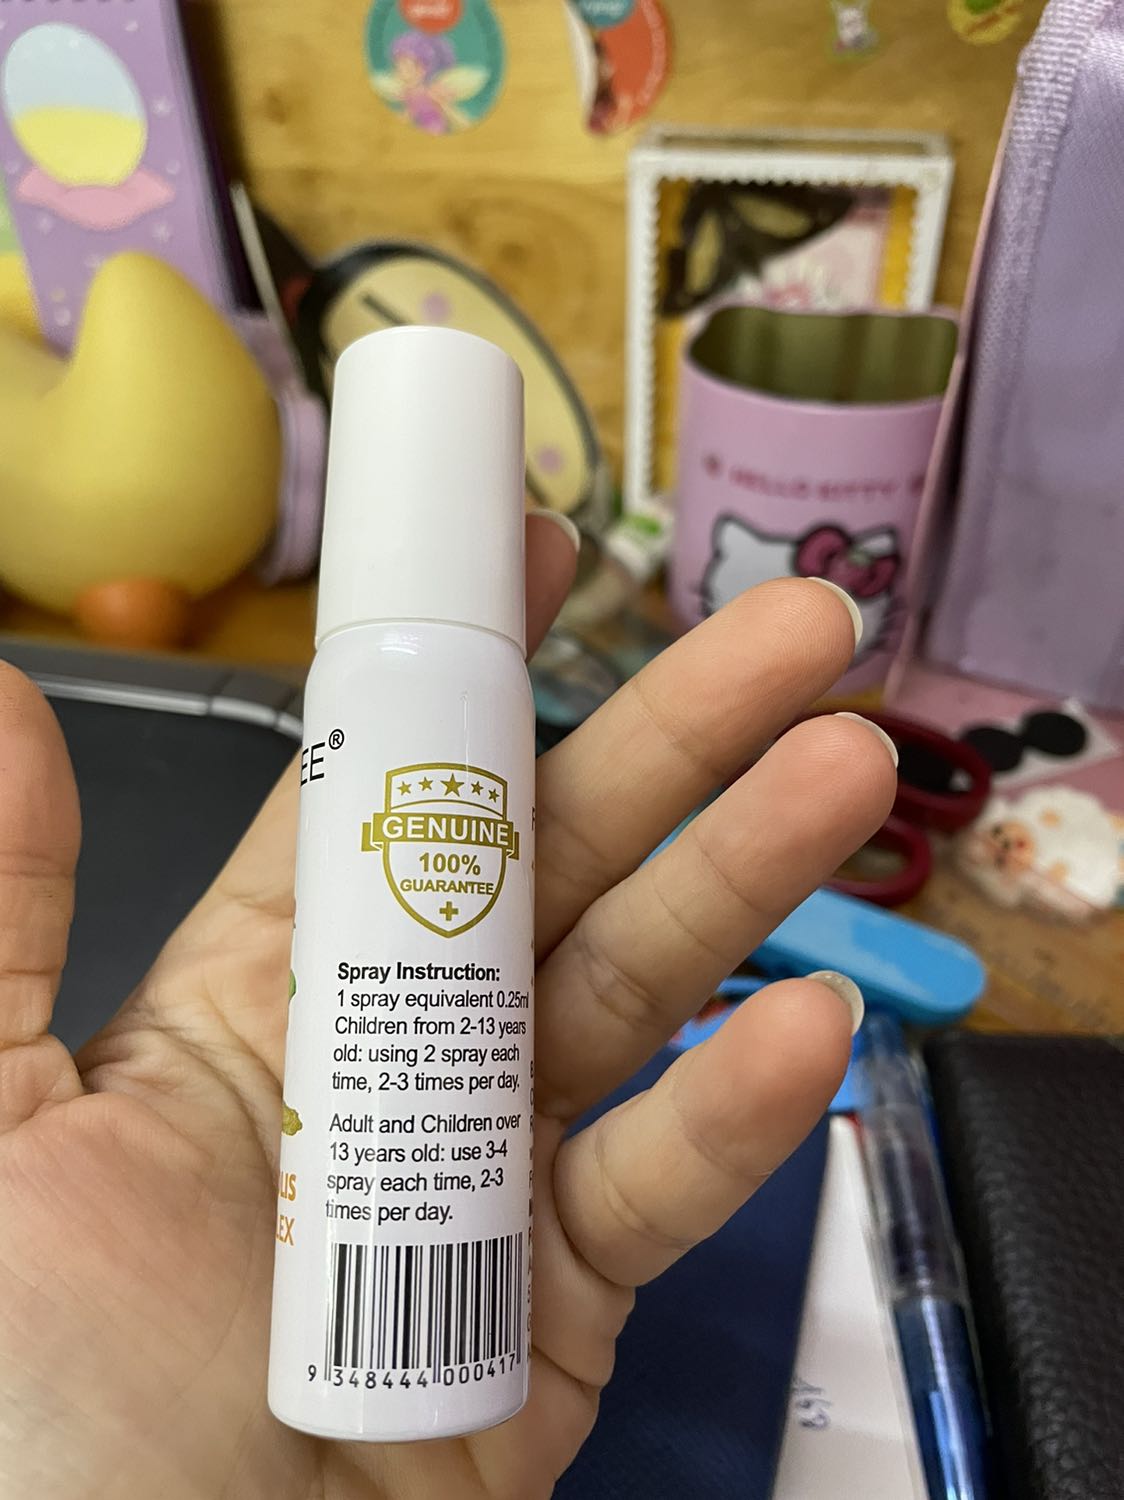 HELLO KITTY
EE®
GENUINE
100%
GUARANTEE
Spray Instruction:
1 spray equivalent 0.25ml
Children from 2-13 years
old: using 2 spray each
time, 2-3 times per day.
Adult and Children over
13 years old: use 3-4
spray each time, 2-3
times per day.
LIS
LEX
9 348444 000417